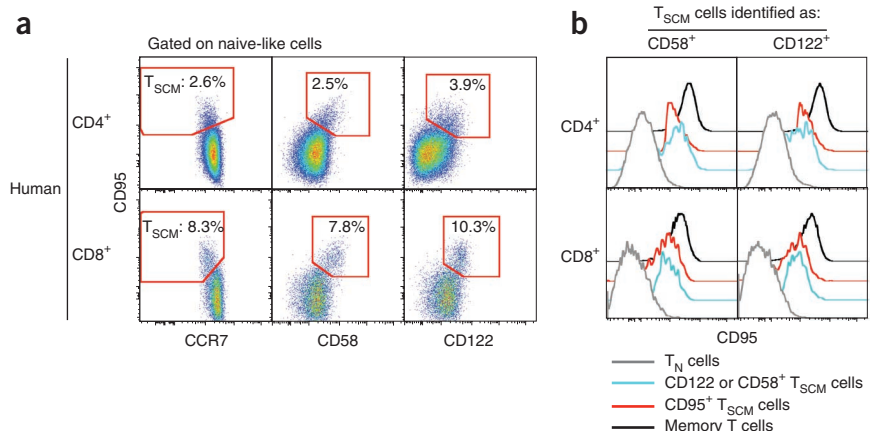 a
Gated on naive-like cells
Human
CD4+
CD8+
CD95
TSCM: 2.6%
2.5%
3.9%
TSCM: 8.3%
7.8%
10.3%
CCR7
CD58
CD122
b
TSCM cells identified as:
CD58+
CD122+
CD4+
CD8+
CD95
TN cells
CD122 or CD58+ TSCM cells
CD95+ TSCM cells
Memory T cells